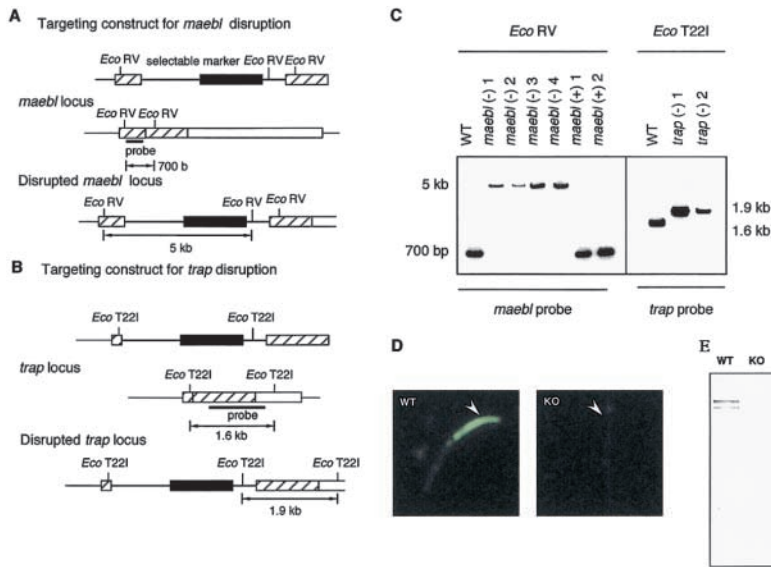 A Targeting construct for maebl disruption
Eco RV selectable marker Eco RV Eco RV
maebl locus
Eco RV Eco RV
probe
700 b
Disrupted maebl locus
Eco RV Eco RV Eco RV
5 kb
B Targeting construct for trap disruption
Eco T22I Eco T22I
trap locus
Eco T22I Eco T22I
probe
1.6 kb
Disrupted trap locus
Eco T22I Eco T22I Eco T22I
1.9 kb
C
Eco RV Eco T22I
WT
maebl (-) 1
maebl (-) 2
maebl (-) 3
maebl (-) 4
maebl (+) 1
maebl (+) 2
WT
trap (-) 1
trap (-) 2
5 kb
700 bp
1.9 kb
1.6 kb
maebl probe trap probe
D
WT
KO
E
WT KO